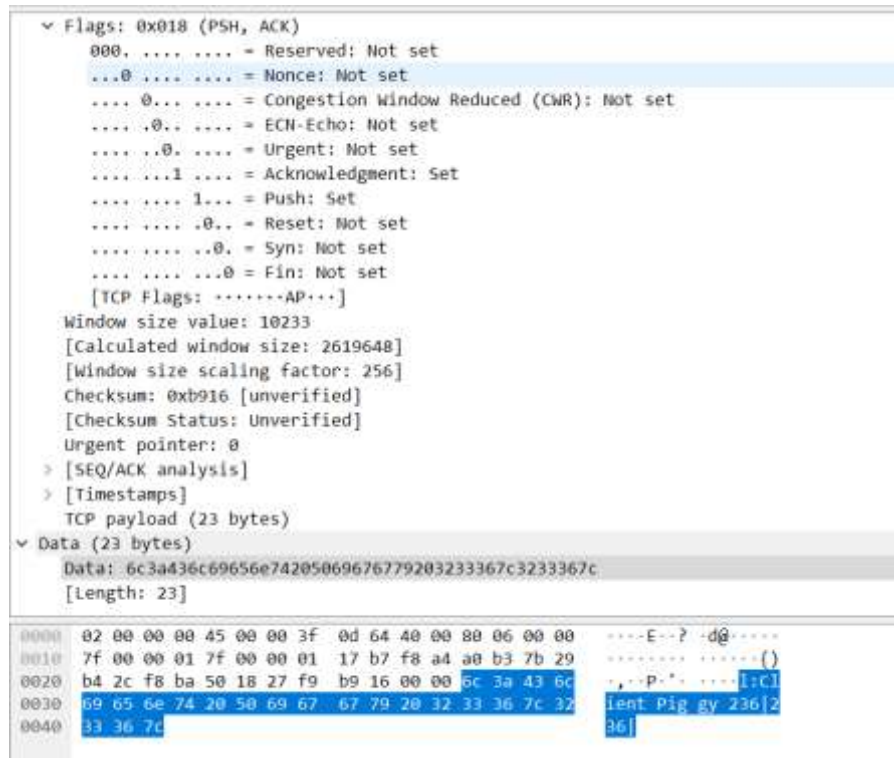 Flags: 0x018 (PSH, ACK)
000. .... .... = Reserved: Not set
...0 .... .... = Nonce: Not set
.... 0... .... = Congestion Window Reduced (CWR): Not set
.... .0.. .... = ECN-Echo: Not set
.... ..0. .... = Urgent: Not set
.... ...1 .... = Acknowledgment: Set
.... .... 1... = Push: Set
.... .... .0.. = Reset: Not set
.... .... ..0. = Syn: Not set
.... .... ...0 = Fin: Not set
[TCP Flags: ·······AP···]
Window size value: 10233
[Calculated window size: 2619648]
[Window size scaling factor: 256]
Checksum: 0xb916 [unverified]
[Checksum Status: Unverified]
Urgent pointer: 0
[SEQ/ACK analysis]
[Timestamps]
TCP payload (23 bytes)
Data (23 bytes)
Data: 6c3a436c69656e74205069676779203233367c3233367c
[Length: 23]
0000 02 00 00 00 45 00 00 3f 0d 64 40 00 80 06 00 00 ····E··? ·d@·····
0010 7f 00 00 01 7f 00 00 01 17 b7 f8 a4 a0 b3 7b 29 ········ ······{)
0020 b4 2c f8 ba 50 18 27 f9 b9 16 00 00 6c 3a 43 6c ·,··P·'· ····l:Cl
0030 69 65 6e 74 20 50 69 67 67 79 20 32 33 36 7c 32 ient Pig gy 236|2
0040 33 36 7c 36|